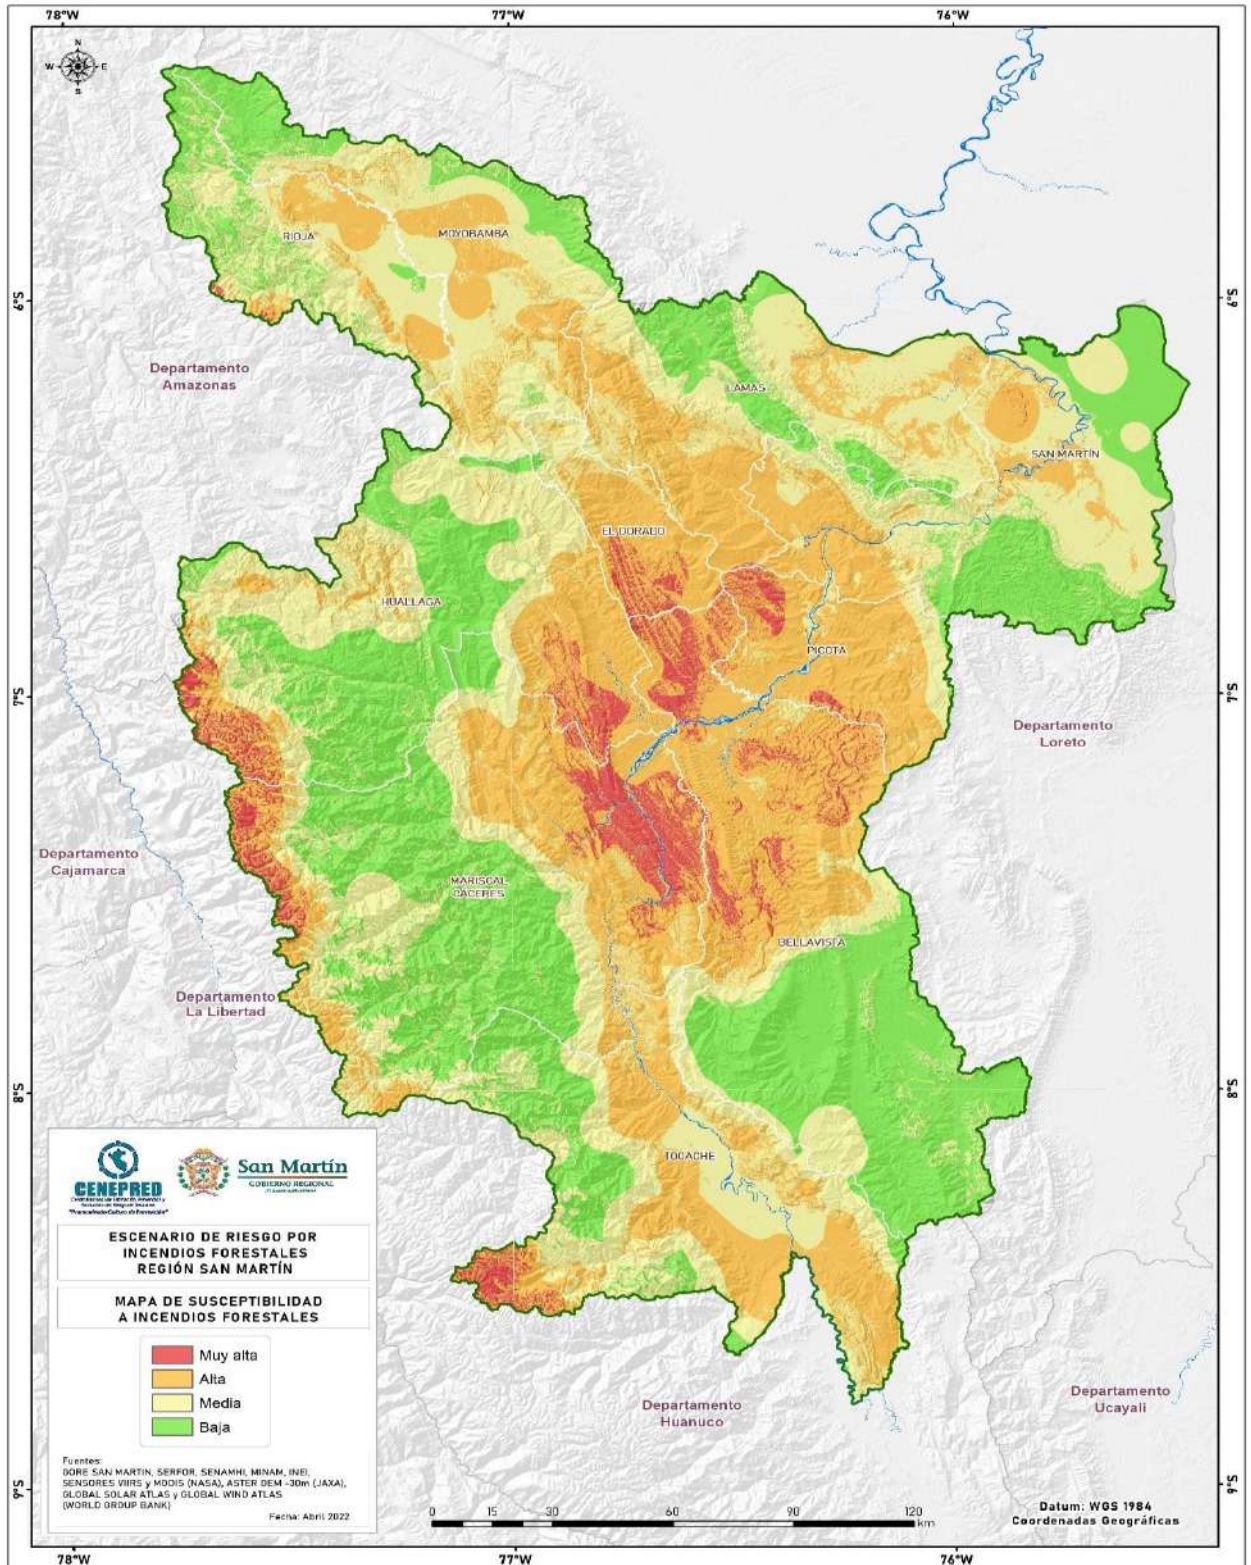 78°W
77°W
76°W
N
W
E
S
RIOJA
MOYOBAMBA
6°S
6°S
Departamento
Amazonas
LAMAS
SAN MARTÍN
EL DORADO
HUALLAGA
PICOTA
7°S
7°S
Departamento
Loreto
Departamento
Cajamarca
MARISCAL
CACERES
BELLAVISTA
Departamento
La Libertad
8°S
8°S
TOCACHE
CENEPRED
San Martín
GOBIERNO REGIONAL
ESCENARIO DE RIESGO POR
INCENDIOS FORESTALES
REGIÓN SAN MARTÍN
MAPA DE SUSCEPTIBILIDAD
A INCENDIOS FORESTALES
Muy alta
Alta
Media
Baja
Departamento
Huanuco
Departamento
Ucayali
Fuentes:
GORE SAN MARTIN, SERFOR, SENAMHI, MINAM, INEI,
SENSORES VIIRS y MODIS (NASA), ASTER DEM -30m (JAXA),
GLOBAL SOLAR ATLAS y GLOBAL WIND ATLAS
(WORLD GROUP BANK)
Fecha: Abril 2022
9°S
9°S
0 15 30 60 90 120
km
Datum: WGS 1984
Coordenadas Geográficas
78°W
77°W
76°W